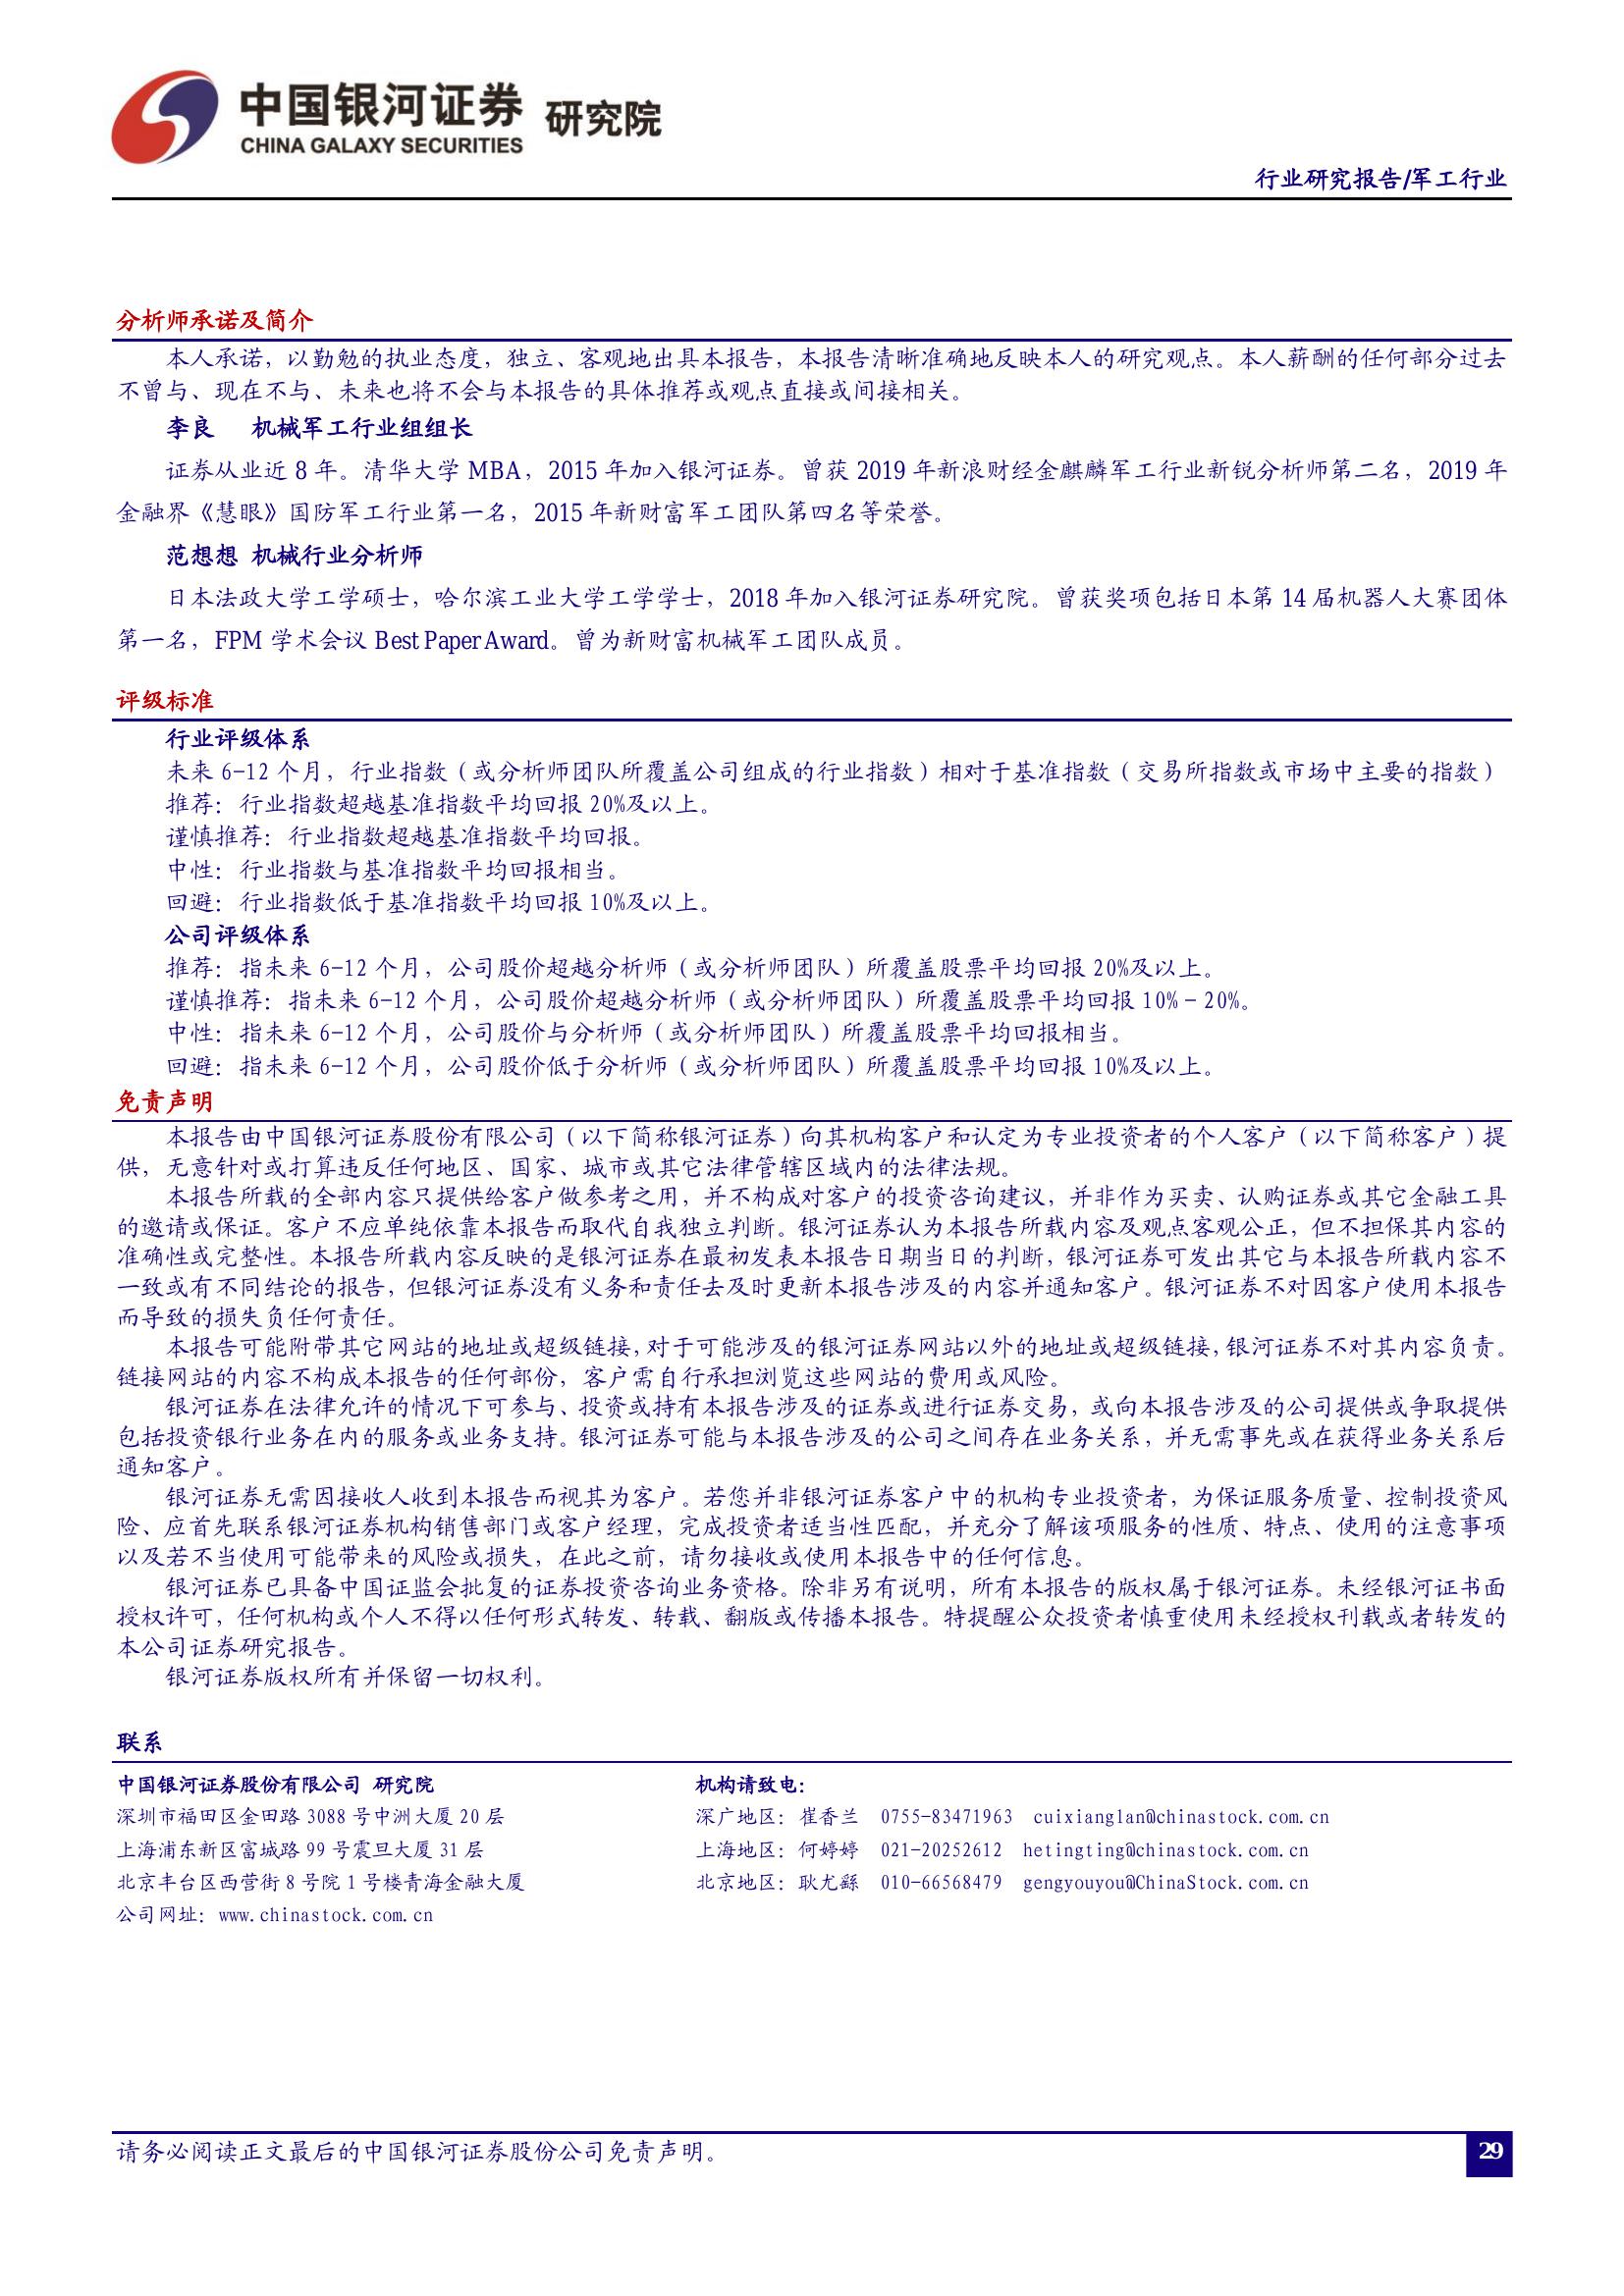 中国银河证券 研究院
CHINA GALAXY SECURITIES
行业研究报告/军工行业
分析师承诺及简介
本人承诺，以勤勉的执业态度，独立、客观地出具本报告，本报告清晰准确地反映本人的研究观点。本人薪酬的任何部分过去
不曾与、现在不与、未来也将不会与本报告的具体推荐或观点直接或间接相关。
李良 机械军工行业组组长
证券从业近 8 年。清华大学 MBA，2015 年加入银河证券。曾获 2019 年新浪财经金麒麟军工行业新锐分析师第二名，2019 年
金融界《慧眼》国防军工行业第一名，2015 年新财富军工团队第四名等荣誉。
范想想 机械行业分析师
日本法政大学工学硕士，哈尔滨工业大学工学学士，2018 年加入银河证券研究院。曾获奖项包括日本第 14 届机器人大赛团体
第一名，FPM 学术会议 Best Paper Award。曾为新财富机械军工团队成员。
评级标准
行业评级体系
未来 6-12 个月，行业指数（或分析师团队所覆盖公司组成的行业指数）相对于基准指数（交易所指数或市场中主要的指数）
推荐：行业指数超越基准指数平均回报 20%及以上。
谨慎推荐：行业指数超越基准指数平均回报。
中性：行业指数与基准指数平均回报相当。
回避：行业指数低于基准指数平均回报 10%及以上。
公司评级体系
推荐：指未来 6-12 个月，公司股价超越分析师（或分析师团队）所覆盖股票平均回报 20%及以上。
谨慎推荐：指未来 6-12 个月，公司股价超越分析师（或分析师团队）所覆盖股票平均回报 10%－20%。
中性：指未来 6-12 个月，公司股价与分析师（或分析师团队）所覆盖股票平均回报相当。
回避：指未来 6-12 个月，公司股价低于分析师（或分析师团队）所覆盖股票平均回报 10%及以上。
免责声明
本报告由中国银河证券股份有限公司（以下简称银河证券）向其机构客户和认定为专业投资者的个人客户（以下简称客户）提
供，无意针对或打算违反任何地区、国家、城市或其它法律管辖区域内的法律法规。
本报告所载的全部内容只提供给客户做参考之用，并不构成对客户的投资咨询建议，并非作为买卖、认购证券或其它金融工具
的邀请或保证。客户不应单纯依靠本报告而取代自我独立判断。银河证券认为本报告所载内容及观点客观公正，但不担保其内容的
准确性或完整性。本报告所载内容反映的是银河证券在最初发表本报告日期当日的判断，银河证券可发出其它与本报告所载内容不
一致或有不同结论的报告，但银河证券没有义务和责任去及时更新本报告涉及的内容并通知客户。银河证券不对因客户使用本报告
而导致的损失负任何责任。
本报告可能附带其它网站的地址或超级链接，对于可能涉及的银河证券网站以外的地址或超级链接，银河证券不对其内容负责。
链接网站的内容不构成本报告的任何部份，客户需自行承担浏览这些网站的费用或风险。
银河证券在法律允许的情况下可参与、投资或持有本报告涉及的证券或进行证券交易，或向本报告涉及的公司提供或争取提供
包括投资银行业务在内的服务或业务支持。银河证券可能与本报告涉及的公司之间存在业务关系，并无需事先或在获得业务关系后
通知客户。
银河证券无需因接收人收到本报告而视其为客户。若您并非银河证券客户中的机构专业投资者，为保证服务质量、控制投资风
险、应首先联系银河证券机构销售部门或客户经理，完成投资者适当性匹配，并充分了解该项服务的性质、特点、使用的注意事项
以及若不当使用可能带来的风险或损失，在此之前，请勿接收或使用本报告中的任何信息。
银河证券已具备中国证监会批复的证券投资咨询业务资格。除非另有说明，所有本报告的版权属于银河证券。未经银河证书面
授权许可，任何机构或个人不得以任何形式转发、转载、翻版或传播本报告。特提醒公众投资者慎重使用未经授权刊载或者转发的
本公司证券研究报告。
银河证券版权所有并保留一切权利。
联系
中国银河证券股份有限公司 研究院 机构请致电：
深圳市福田区金田路 3088 号中洲大厦 20 层 深广地区：崔香兰 0755-83471963 cuixianglan@chinastock.com.cn
上海浦东新区富城路 99 号震旦大厦 31 层 上海地区：何婷婷 021-20252612 hetingting@chinastock.com.cn
北京丰台区西营街 8 号院 1 号楼青海金融大厦 北京地区：耿尤繇 010-66568479 gengyouyou@ChinaStock.com.cn
公司网址：www.chinastock.com.cn
请务必阅读正文最后的中国银河证券股份公司免责声明。 29